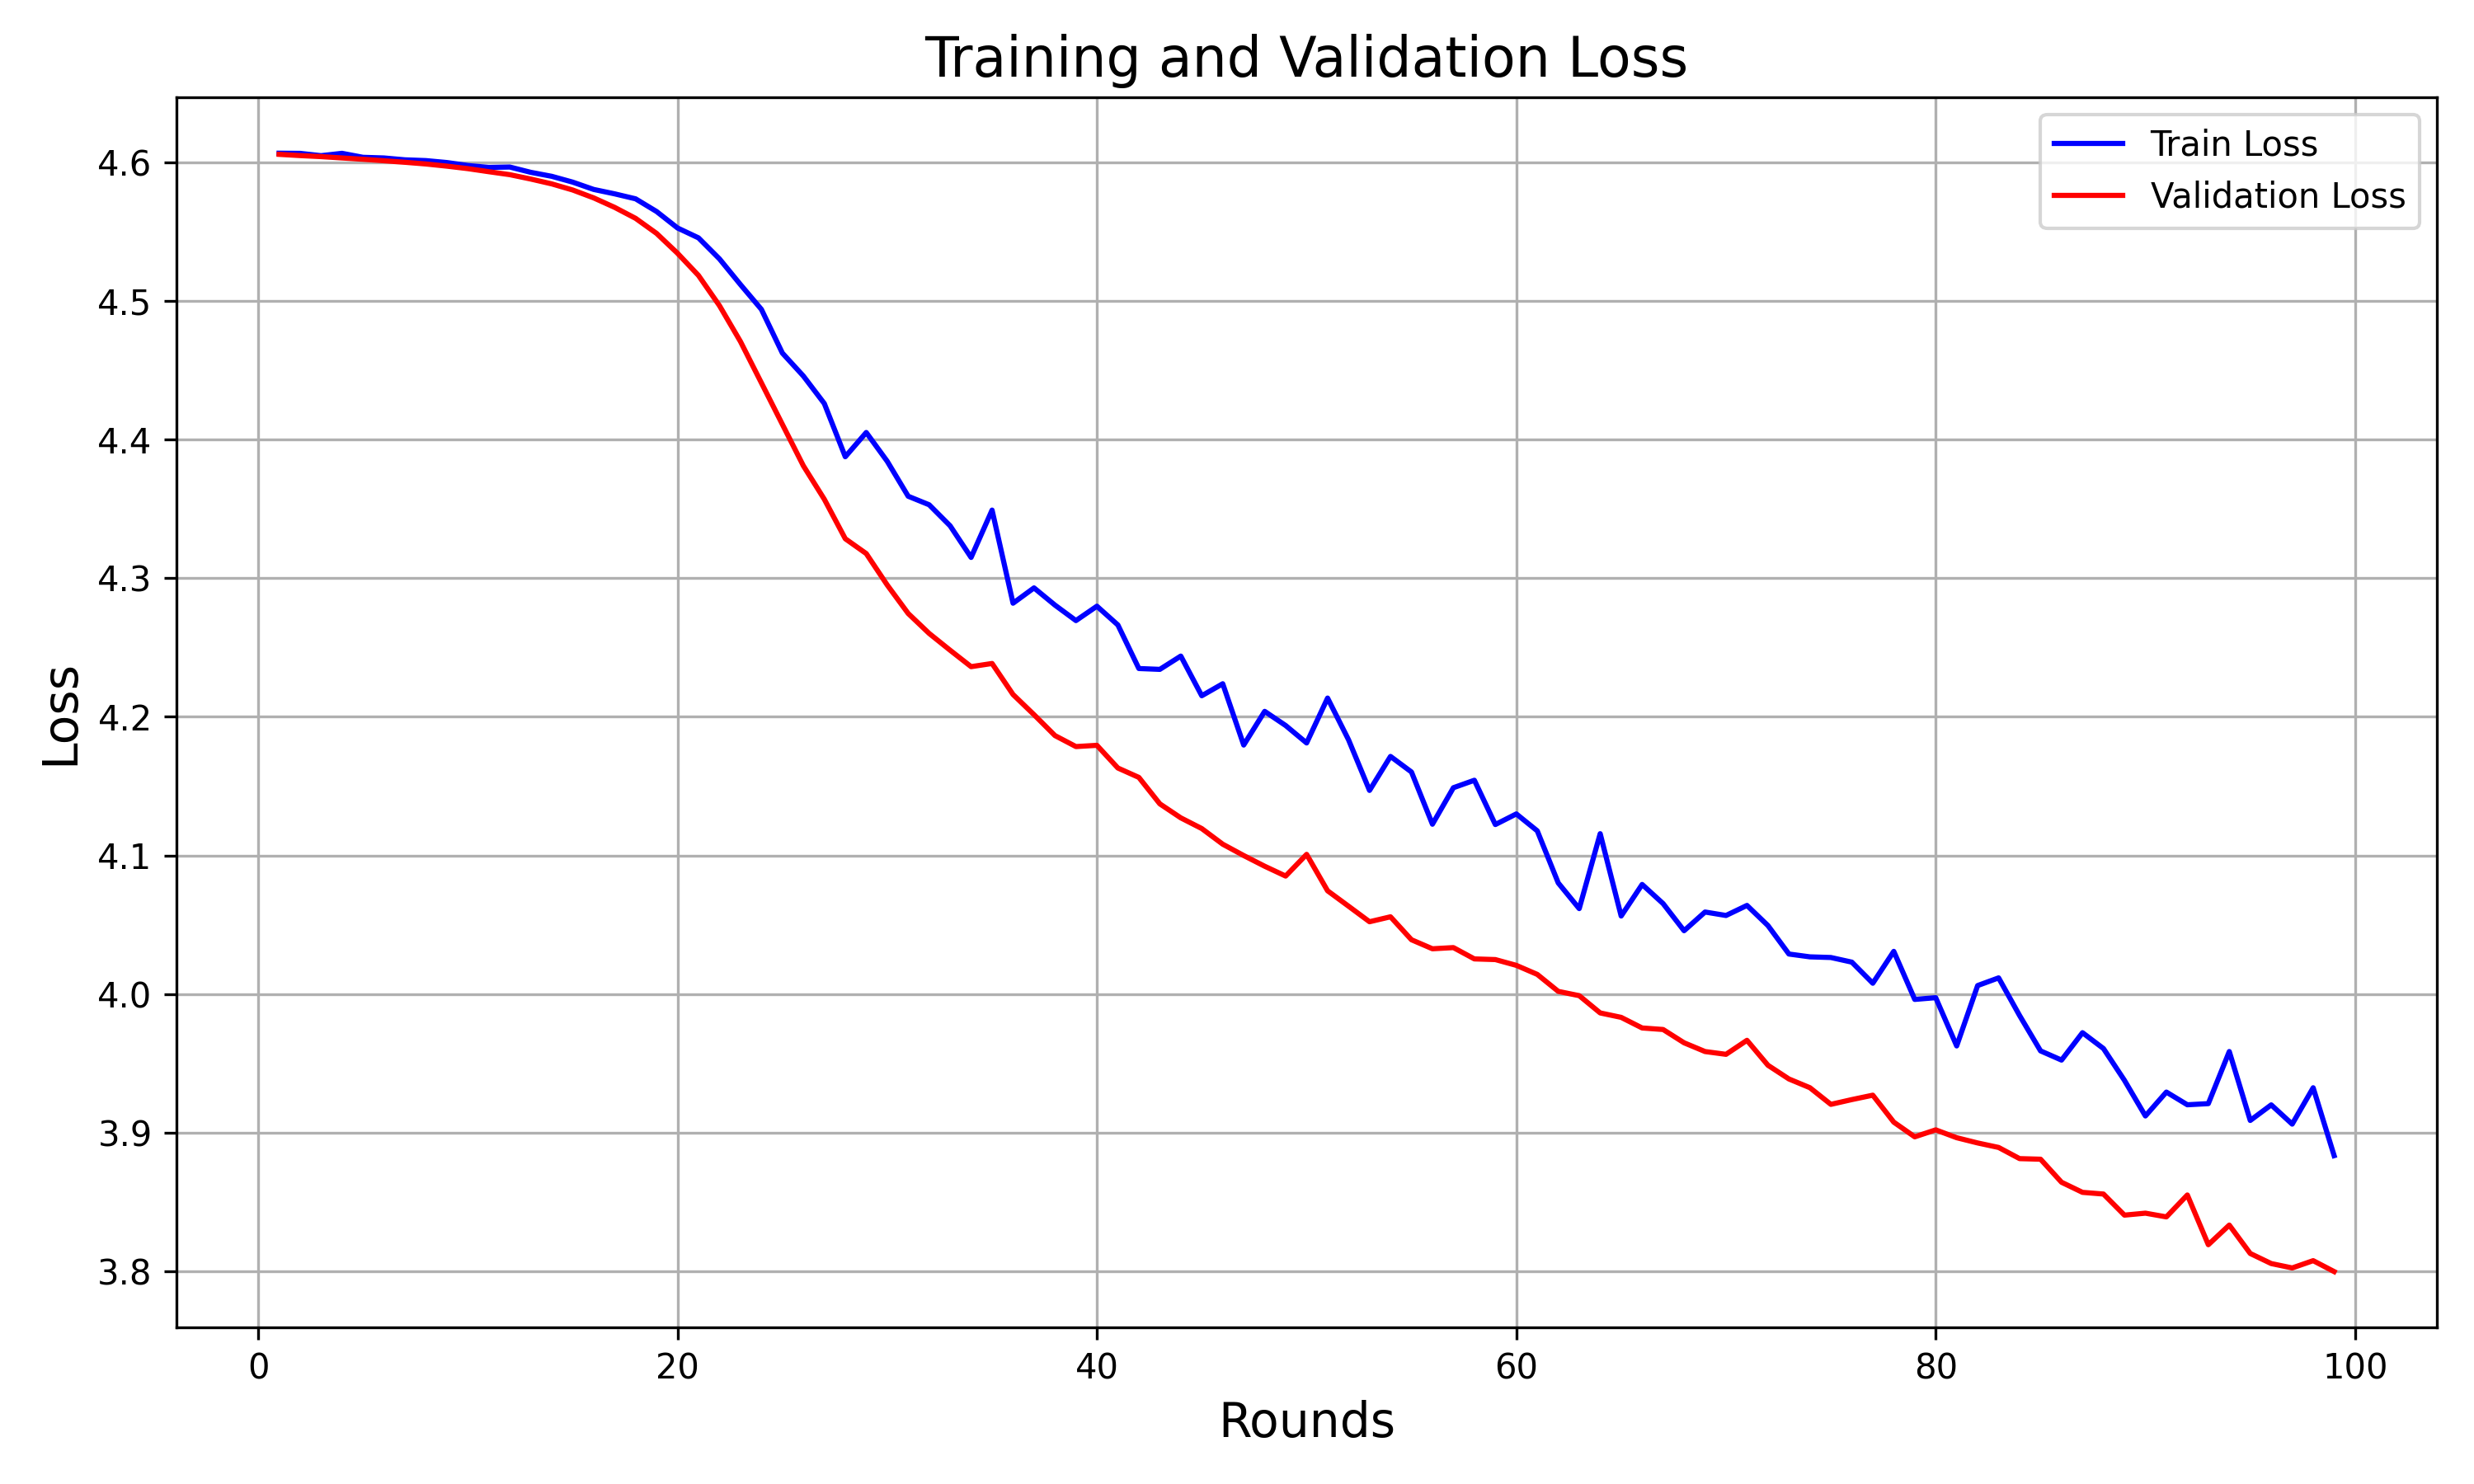 Training and Validation Loss
Train Loss
Validation Loss
4.6
4.5
4.4
4.3
4.2
4.1
4.0
3.9
3.8
Loss
0 20 40 60 80 100
Rounds